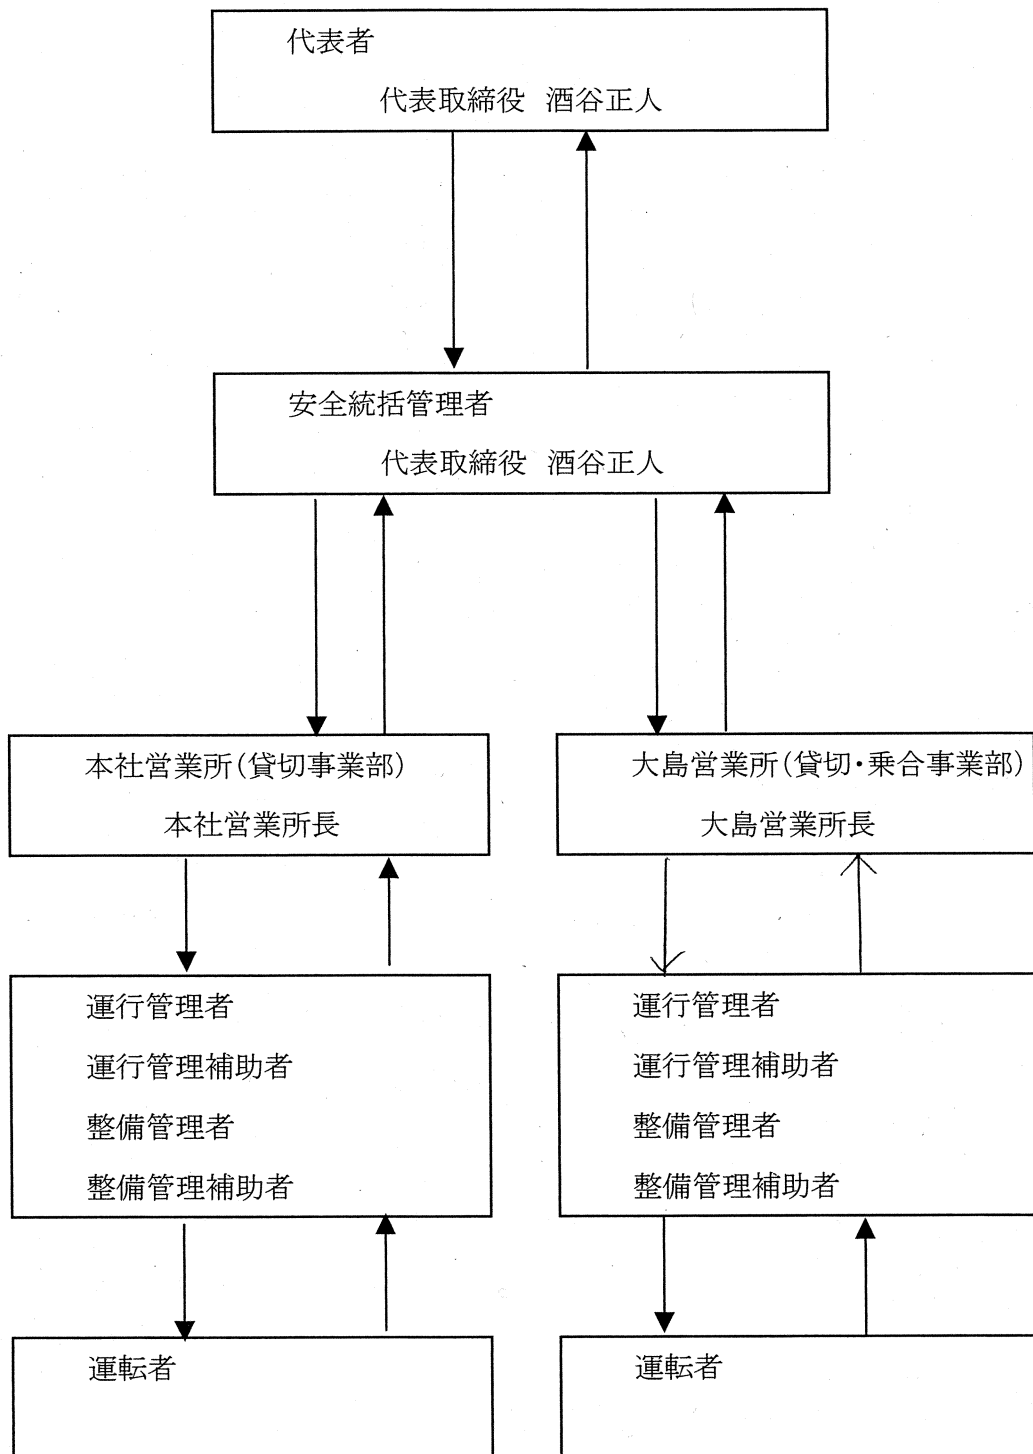 代表者
代表取締役 酒谷正人
安全統括管理者
代表取締役 酒谷正人
本社営業所(貸切事業部)
本社営業所長
大島営業所(貸切・乗合事業部)
大島営業所長
運行管理者
運行管理補助者
整備管理者
整備管理補助者
運行管理者
運行管理補助者
整備管理者
整備管理補助者
運転者
運転者